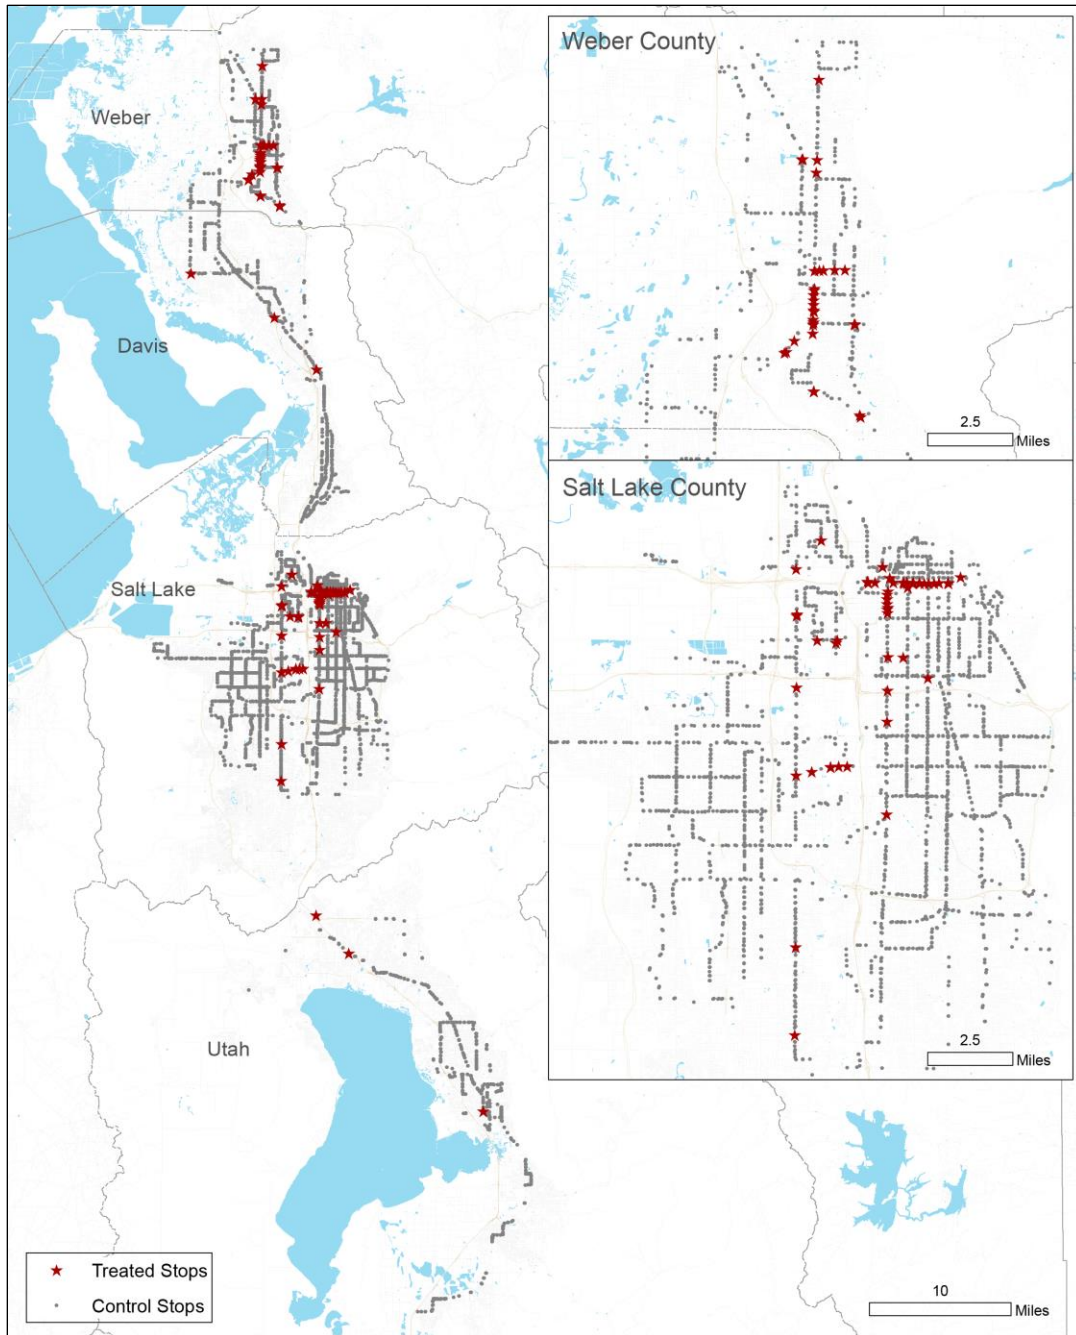 Weber
Davis
Salt Lake
Utah
Weber County
2.5
Miles
Salt Lake County
2.5
Miles
Treated Stops
Control Stops
10
Miles